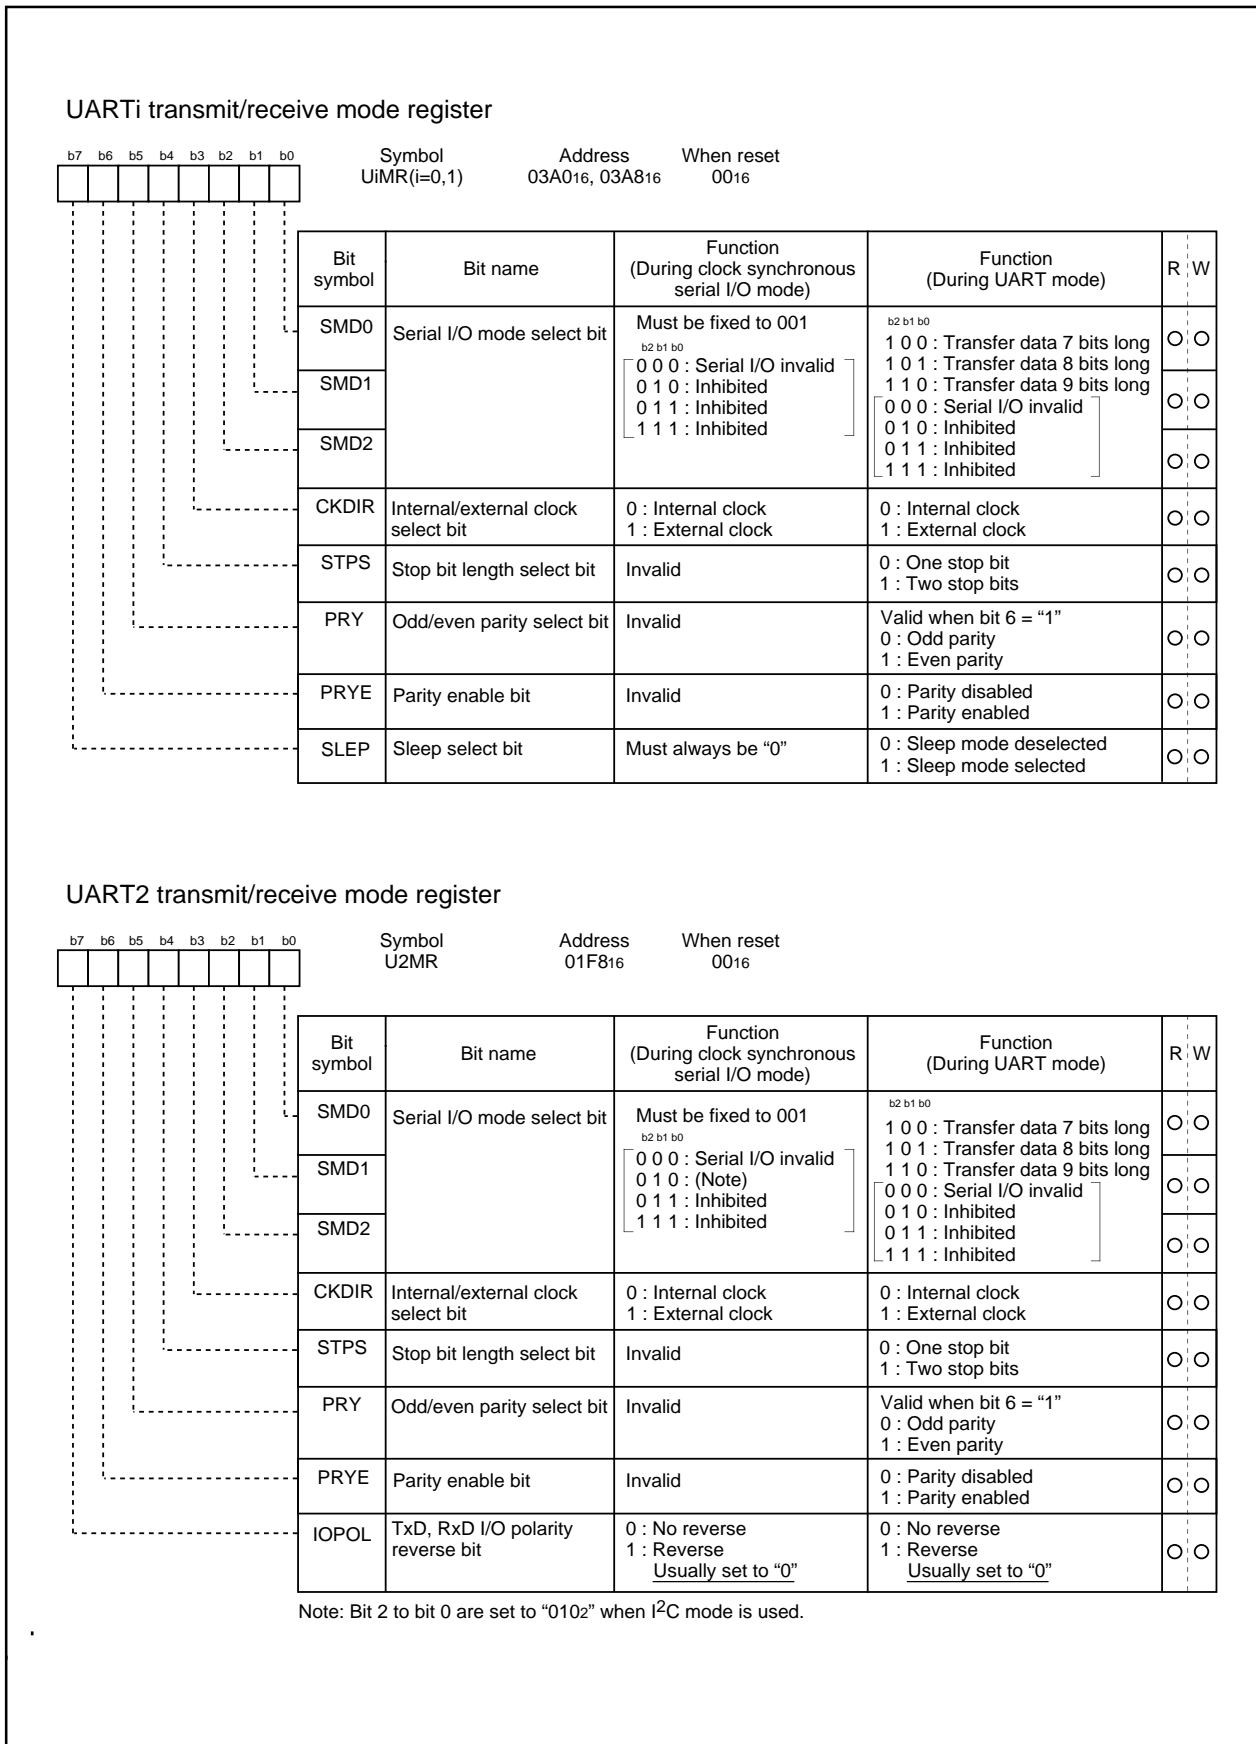 UARTi transmit/receive mode register
b7 b6 b5 b4 b3 b2 b1 b0
Symbol Address When reset
UiMR(i=0,1) 03A016, 03A816 0016
Bit symbol Bit name Function (During clock synchronous serial I/O mode) Function (During UART mode) R W
SMD0 Serial I/O mode select bit
SMD1
SMD2
Must be fixed to 001
b2 b1 b0
0 0 0 : Serial I/O invalid
0 1 0 : Inhibited
0 1 1 : Inhibited
1 1 1 : Inhibited
b2 b1 b0
1 0 0 : Transfer data 7 bits long
1 0 1 : Transfer data 8 bits long
1 1 0 : Transfer data 9 bits long
0 0 0 : Serial I/O invalid
0 1 0 : Inhibited
0 1 1 : Inhibited
1 1 1 : Inhibited
CKDIR Internal/external clock select bit
0 : Internal clock
1 : External clock
0 : Internal clock
1 : External clock
STPS Stop bit length select bit Invalid
0 : One stop bit
1 : Two stop bits
PRY Odd/even parity select bit Invalid
Valid when bit 6 = “1”
0 : Odd parity
1 : Even parity
PRYE Parity enable bit Invalid
0 : Parity disabled
1 : Parity enabled
SLEP Sleep select bit Must always be “0”
0 : Sleep mode deselected
1 : Sleep mode selected
UART2 transmit/receive mode register
b7 b6 b5 b4 b3 b2 b1 b0
Symbol Address When reset
U2MR 01F816 0016
Bit symbol Bit name Function (During clock synchronous serial I/O mode) Function (During UART mode) R W
SMD0 Serial I/O mode select bit
SMD1
SMD2
Must be fixed to 001
b2 b1 b0
0 0 0 : Serial I/O invalid
0 1 0 : (Note)
0 1 1 : Inhibited
1 1 1 : Inhibited
b2 b1 b0
1 0 0 : Transfer data 7 bits long
1 0 1 : Transfer data 8 bits long
1 1 0 : Transfer data 9 bits long
0 0 0 : Serial I/O invalid
0 1 0 : Inhibited
0 1 1 : Inhibited
1 1 1 : Inhibited
CKDIR Internal/external clock select bit
0 : Internal clock
1 : External clock
0 : Internal clock
1 : External clock
STPS Stop bit length select bit Invalid
0 : One stop bit
1 : Two stop bits
PRY Odd/even parity select bit Invalid
Valid when bit 6 = “1”
0 : Odd parity
1 : Even parity
PRYE Parity enable bit Invalid
0 : Parity disabled
1 : Parity enabled
IOPOL TxD, RxD I/O polarity reverse bit
0 : No reverse
1 : Reverse
Usually set to “0”
0 : No reverse
1 : Reverse
Usually set to “0”
Note: Bit 2 to bit 0 are set to “0102” when I2C mode is used.